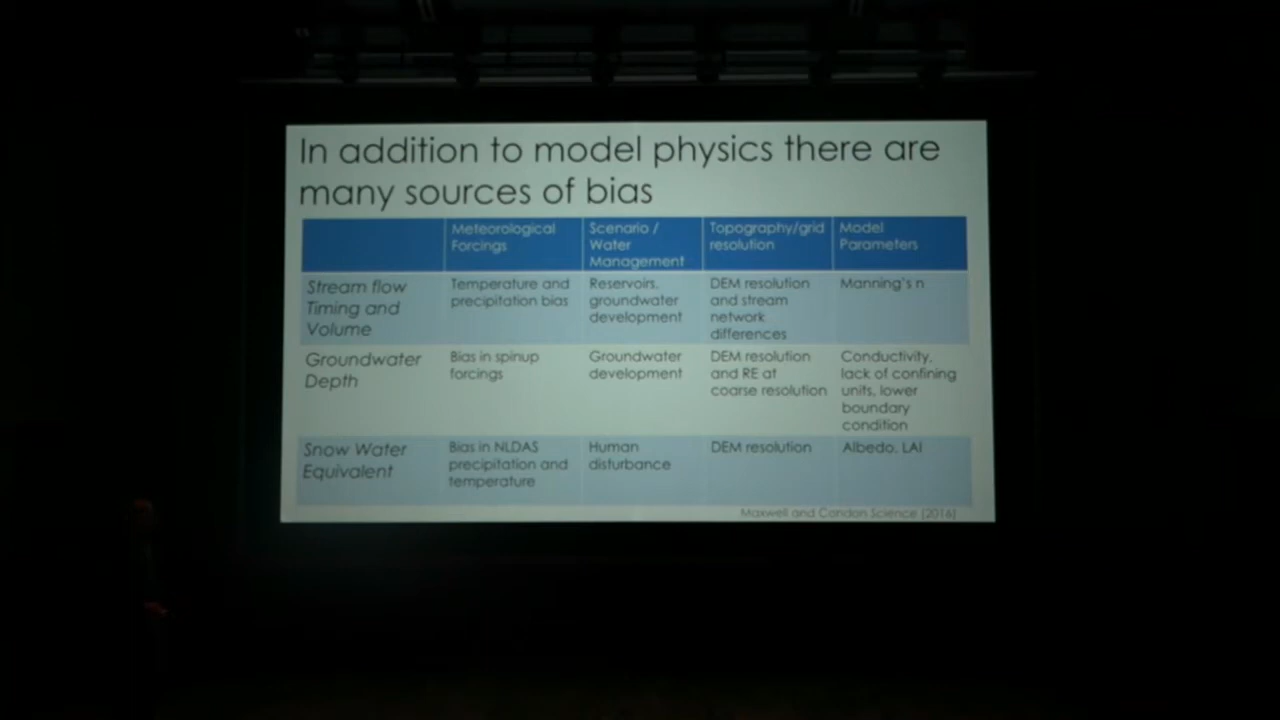 In addition to model physics there are
many sources of bias
Meteorological
Forcings
Scenario /
Water
Management
Topography/grid
resolution
Model
Parameters
Stream flow
Timing and
Volume
Temperature and
precipitation bias
Reservoirs,
groundwater
development
DEM resolution
and stream
network
differences
Manning's n
Groundwater
Depth
Bias in spinup
forcings
Groundwater
development
DEM resolution
and RE at
coarse resolution
Conductivity,
lack of confining
units, lower
boundary
condition
Snow Water
Equivalent
Bias in NLDAS
precipitation and
temperature
Human
disturbance
DEM resolution
Albedo, LAI
Maxwell and Condon Science (2016)